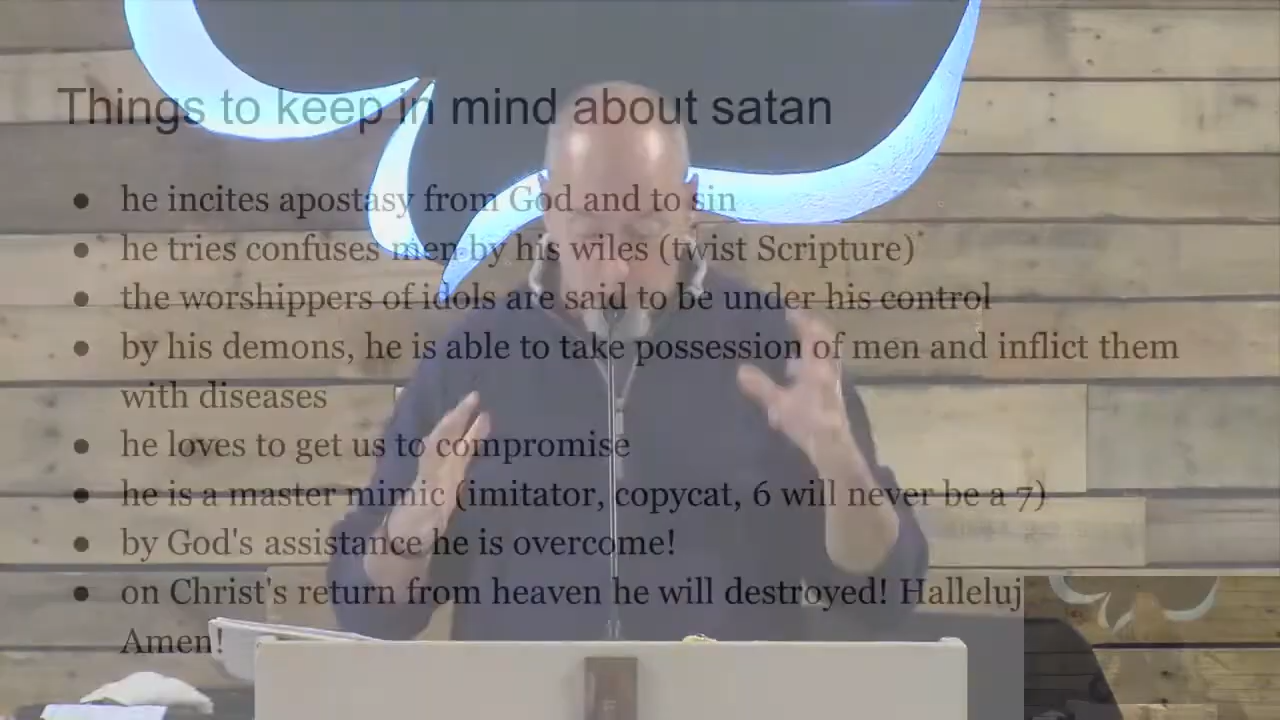 Things to keep in mind about satan
● he incites apostasy from God and to sin
● he tries confuses men by his wiles (twist Scripture)
● the worshippers of idols are said to be under his control
● by his demons, he is able to take possession of men and inflict them
with diseases
● he loves to get us to compromise
● he is a master mimic (imitator, copycat, 6 will never be a 7)
● by God's assistance he is overcome!
● on Christ's return from heaven he will destroyed! Halleluj
Amen!